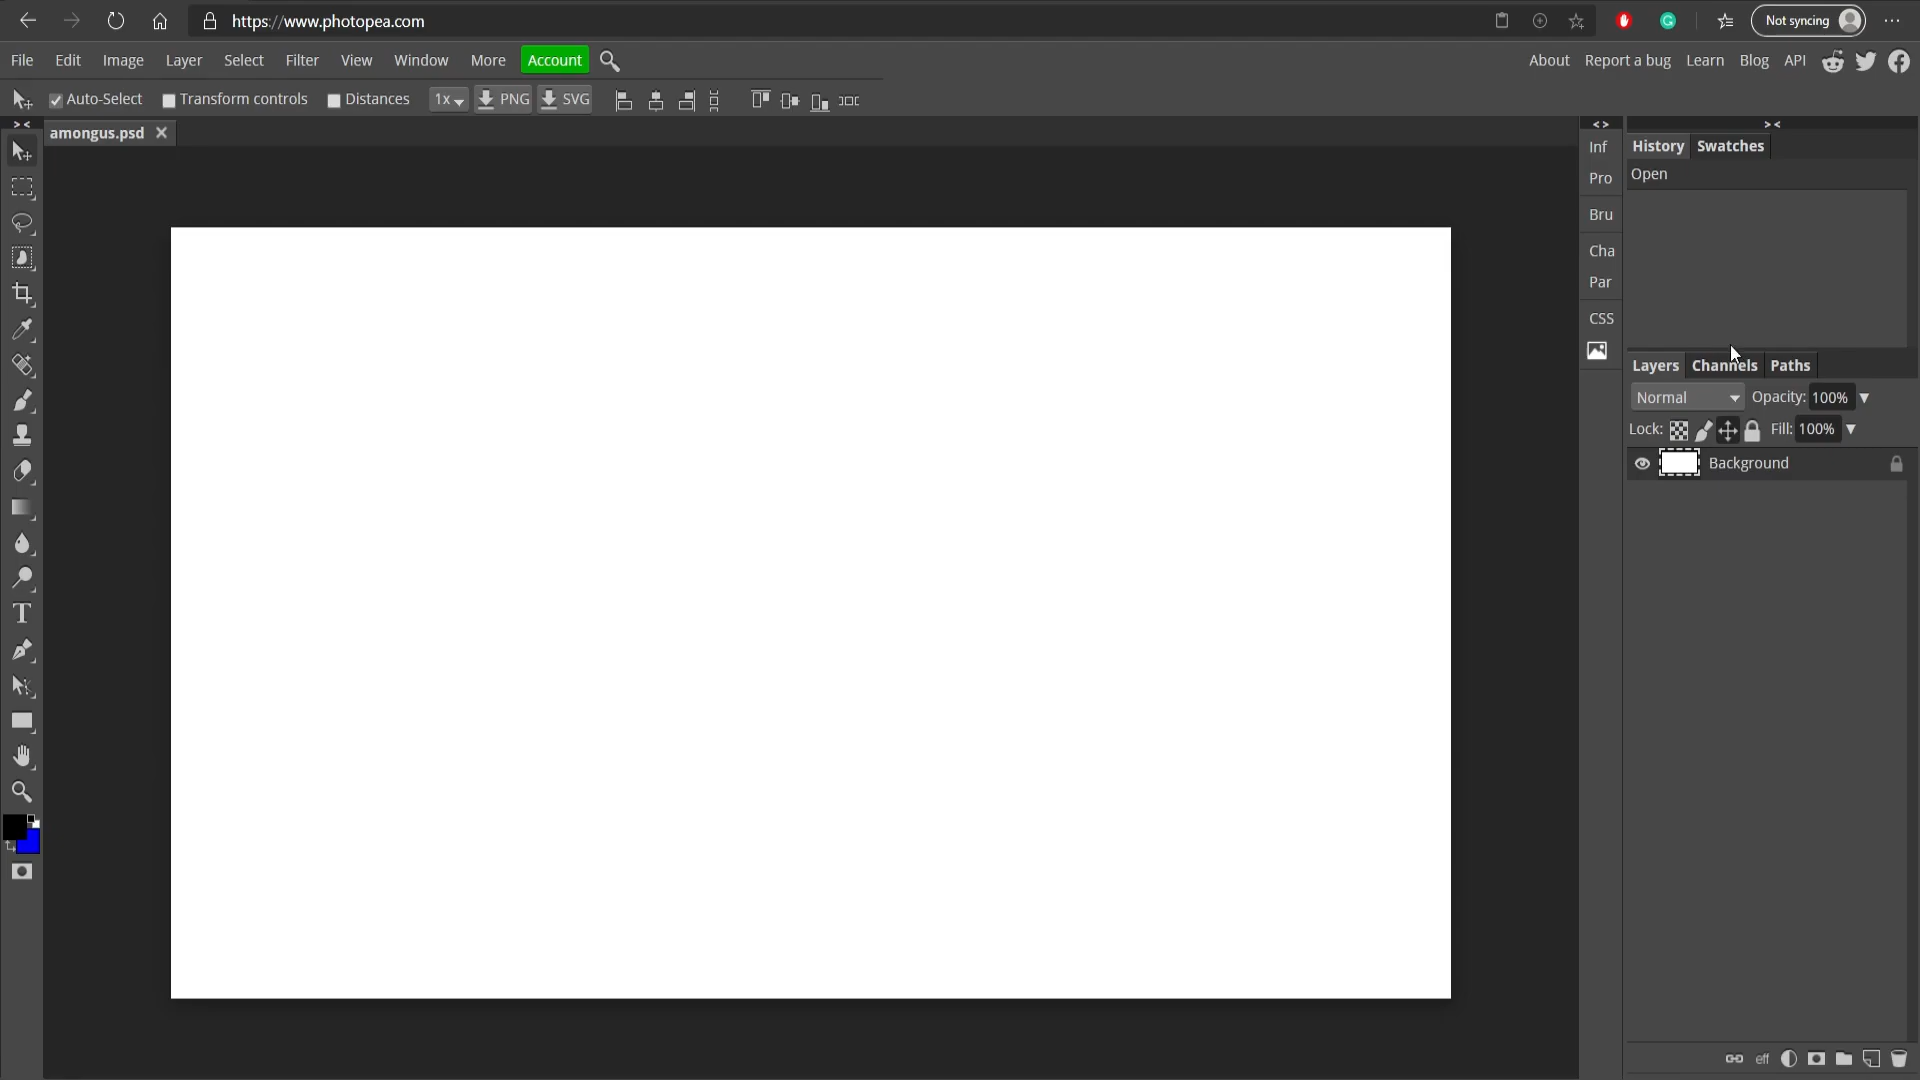 https://www.photopea.com
Not syncing
File Edit Image Layer Select Filter View Window More Account
About Report a bug Learn Blog API
Auto-Select Transform controls Distances 1x PNG SVG
> <
amongus.psd
< >
> <
Inf
Pro
Bru
Cha
Par
CSS
History Swatches
Open
Layers Channels Paths
Normal Opacity: 100%
Lock: Fill: 100%
Background
eff